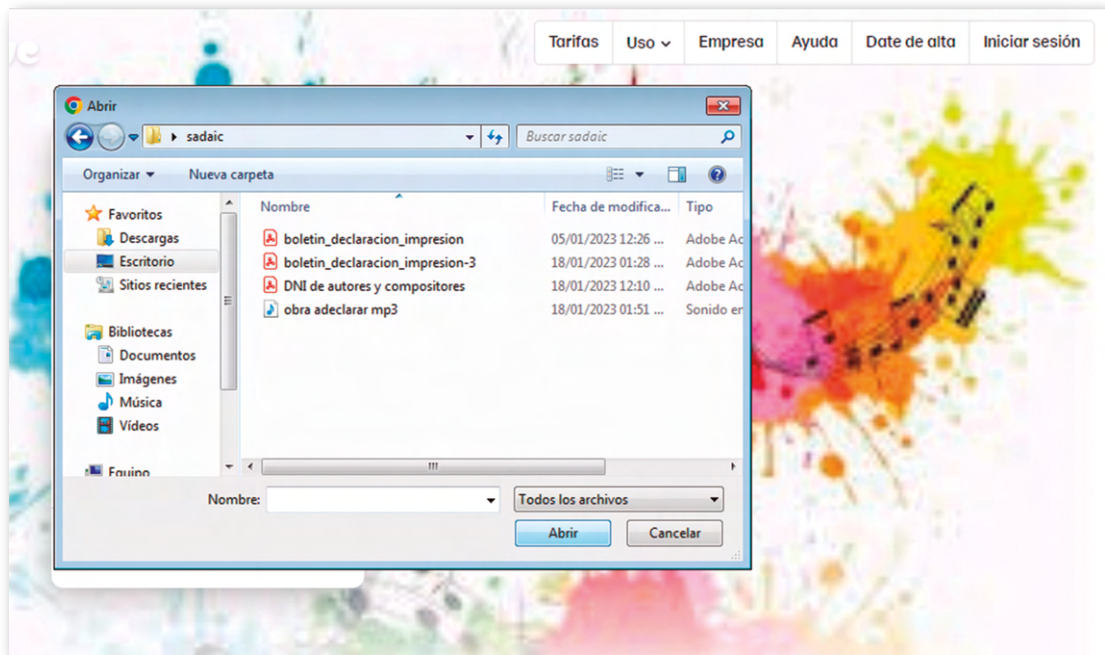 Tarifas Uso Empresa Ayuda Date de alta Iniciar sesión
Abrir
sadaic Buscar sadaic
Organizar Nueva carpeta
Favoritos
Descargas
Escritorio
Sitios recientes
Bibliotecas
Documentos
Imágenes
Música
Vídeos
Equipo
Nombre Fecha de modifica... Tipo
boletin_declaracion_impresion 05/01/2023 12:26 ... Adobe Ac
boletin_declaracion_impresion-3 18/01/2023 01:28 ... Adobe Ac
DNI de autores y compositores 18/01/2023 12:10 ... Adobe Ac
obra adeclarar mp3 18/01/2023 01:51 ... Sonido en
Nombre: Todos los archivos
Abrir Cancelar